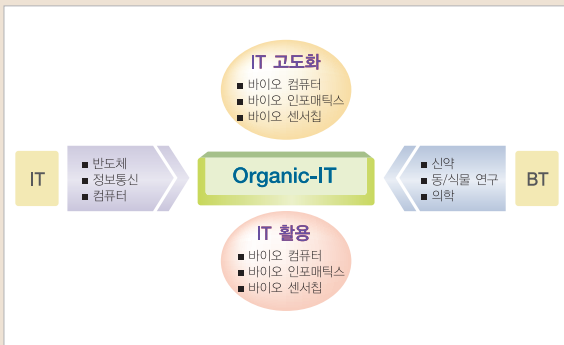 IT 고도화
■ 바이오 컴퓨터
■ 바이오 인포매틱스
■ 바이오 센서칩
IT
■ 반도체
■ 정보통신
■ 컴퓨터
Organic-IT
■ 신약
■ 동/식물 연구
■ 의학
BT
IT 활용
■ 바이오 컴퓨터
■ 바이오 인포매틱스
■ 바이오 센서칩